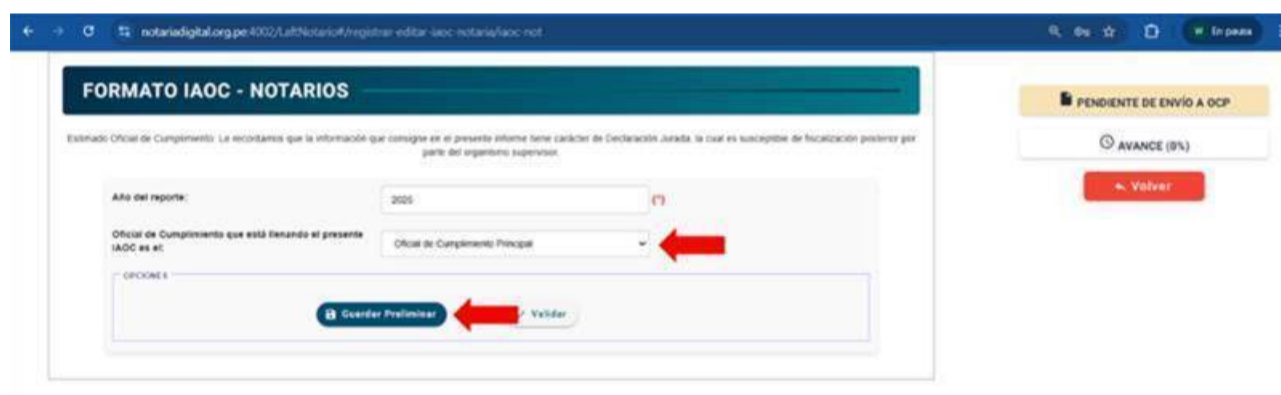 notariadigital.org.pe:4002/LaftNotario#/registrar-editar-iaoc-notaria/iaoc-not
En pausa
FORMATO IAOC - NOTARIOS
PENDIENTE DE ENVÍO A OCP
Estimado Oficial de Cumplimiento: Le recordamos que la información que consigne en el presente informe tiene carácter de Declaración Jurada, la cual es susceptible de fiscalización posterior por
parte del organismo supervisor.
AVANCE (0%)
Volver
Año del reporte:
2025
(*)
Oficial de Cumplimiento que está llenando el presente
IAOC es el:
Oficial de Cumplimiento Principal
OPCIONES
Guardar Preliminar
Validar